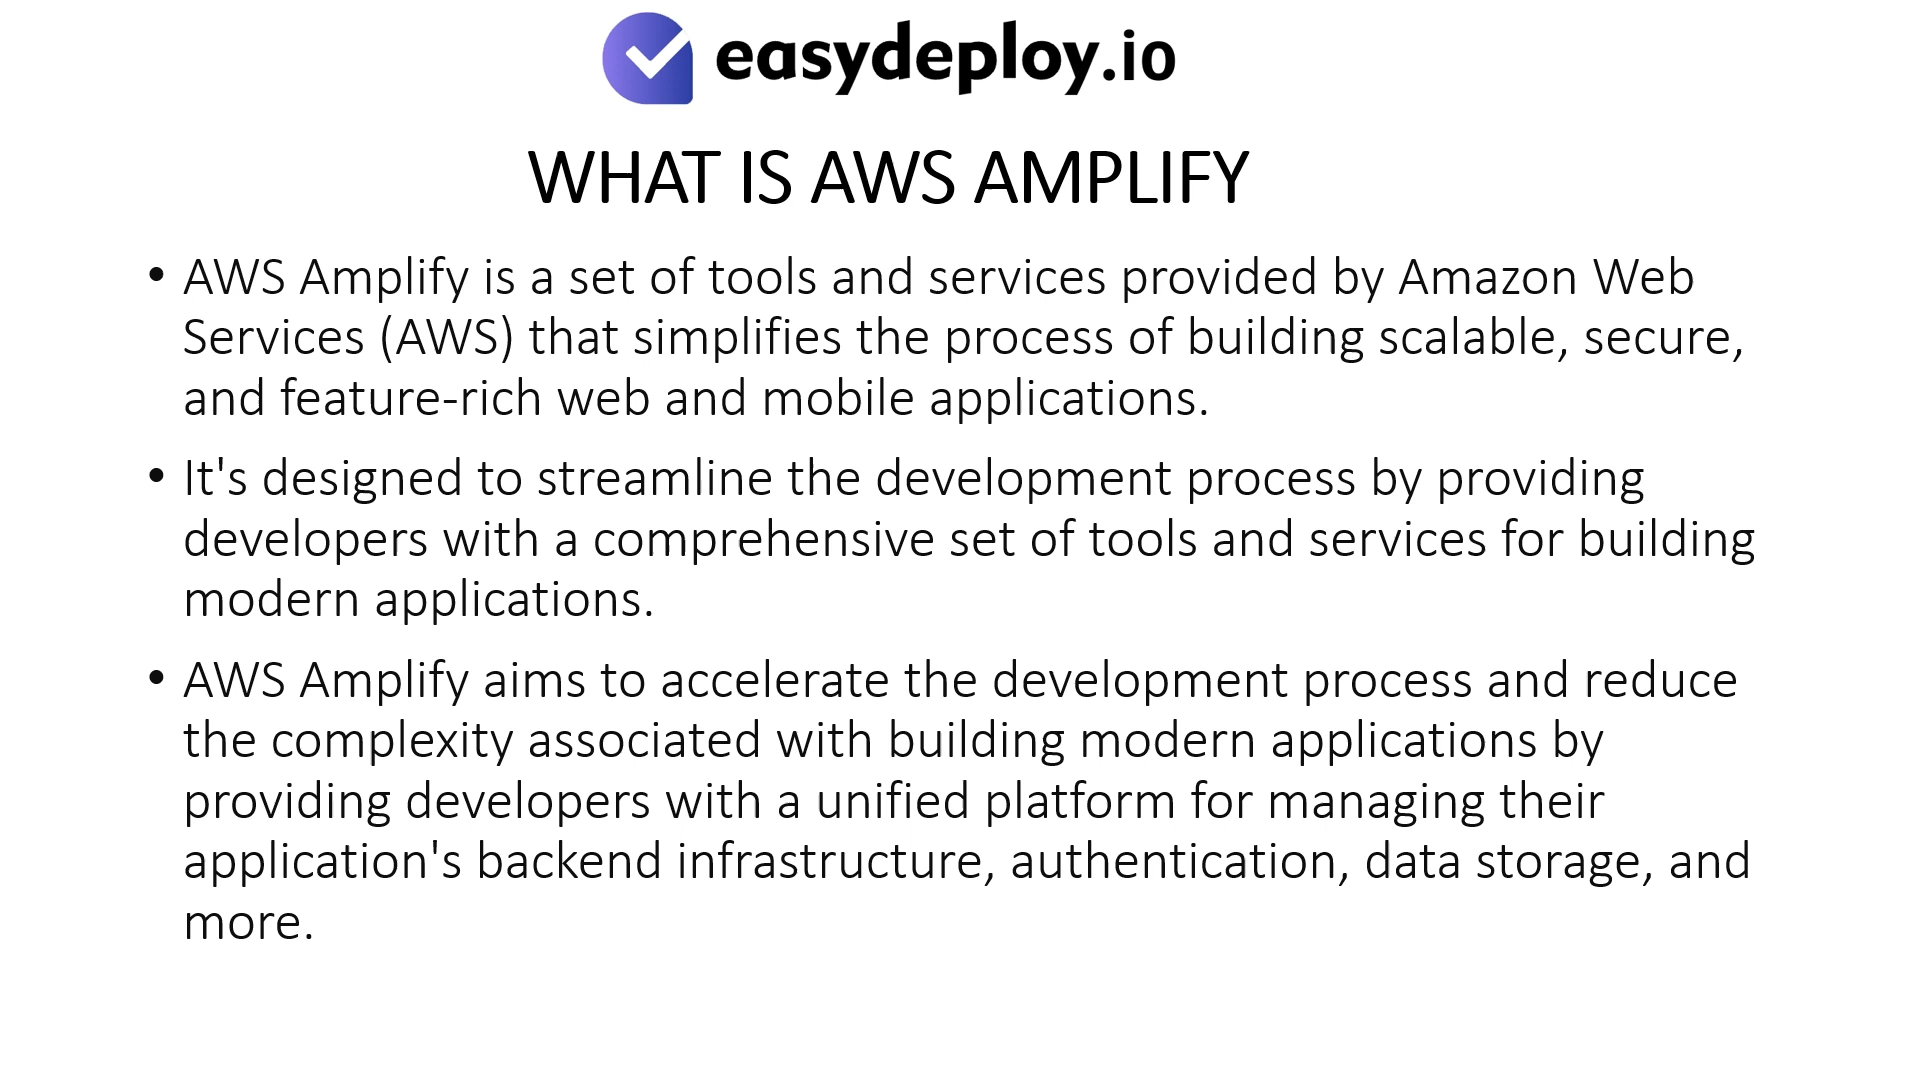 easydeploy.io
WHAT IS AWS AMPLIFY
• AWS Amplify is a set of tools and services provided by Amazon Web
Services (AWS) that simplifies the process of building scalable, secure,
and feature-rich web and mobile applications.
• It's designed to streamline the development process by providing
developers with a comprehensive set of tools and services for building
modern applications.
• AWS Amplify aims to accelerate the development process and reduce
the complexity associated with building modern applications by
providing developers with a unified platform for managing their
application's backend infrastructure, authentication, data storage, and
more.